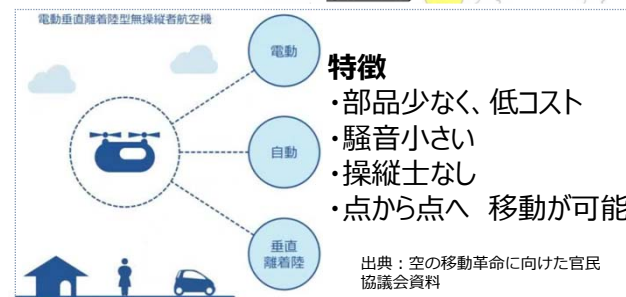 電動垂直離着陸型無操縦者航空機
電動
自動
垂直
離着陸
特徴
・部品少なく、低コスト
・騒音小さい
・操縦士なし
・点から点へ 移動が可能
出典：空の移動革命に向けた官民
協議会資料